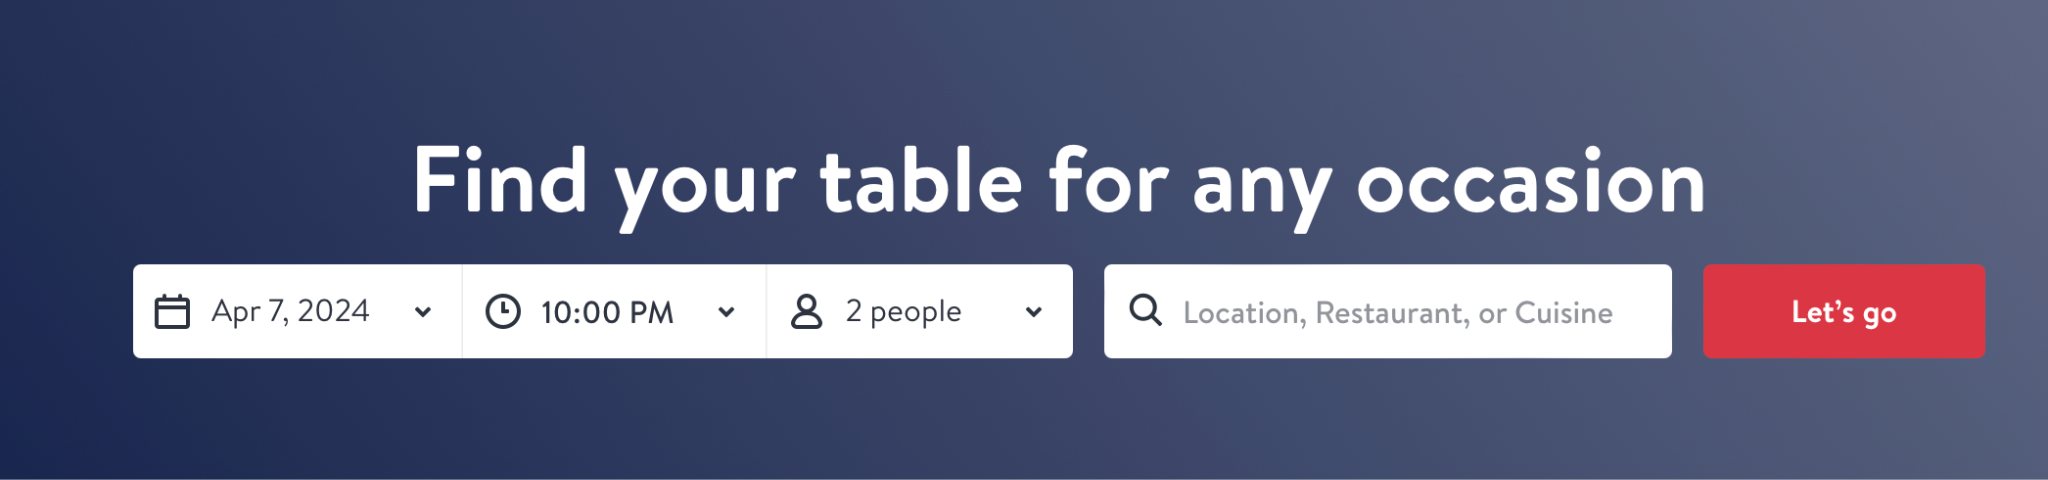 Find your table for any occasion
Apr 7, 2024 10:00 PM 2 people Location, Restaurant, or Cuisine Let's go